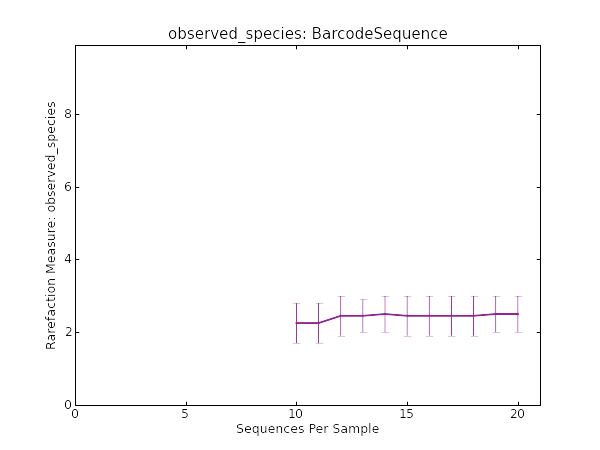 observed_species: BarcodeSequence
Rarefaction Measure: observed_species
8
6
4
2
0
0 5 10 15 20
Sequences Per Sample